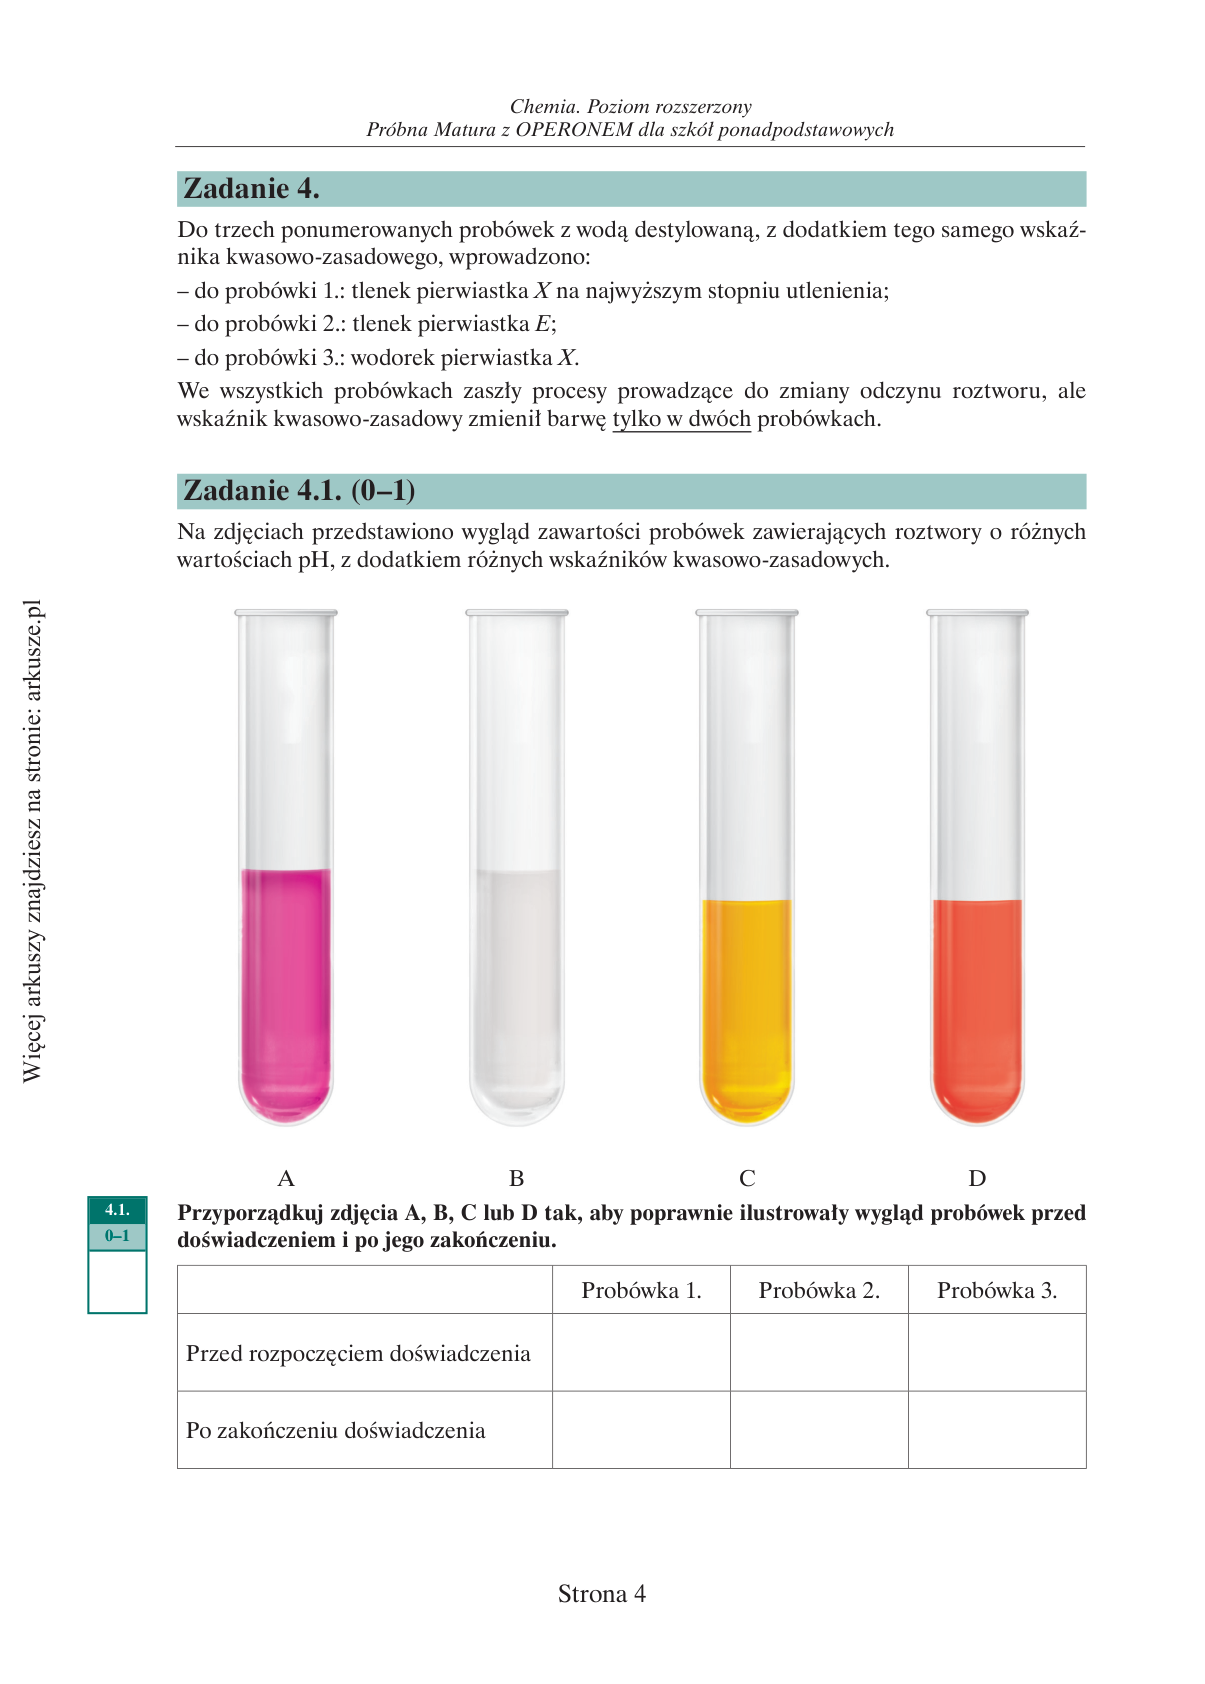 Chemia. Poziom rozszerzony
Próbna Matura z OPERONEM dla szkół ponadpodstawowych
Zadanie 4.
Do trzech ponumerowanych probówek z wodą destylowaną, z dodatkiem tego samego wskaź-
nika kwasowo-zasadowego, wprowadzono:
– do probówki 1.: tlenek pierwiastka X na najwyższym stopniu utlenienia;
– do probówki 2.: tlenek pierwiastka E;
– do probówki 3.: wodorek pierwiastka X.
We wszystkich probówkach zaszły procesy prowadzące do zmiany odczynu roztworu, ale
wskaźnik kwasowo-zasadowy zmienił barwę tylko w dwóch probówkach.
Zadanie 4.1. (0–1)
Na zdjęciach przedstawiono wygląd zawartości probówek zawierających roztwory o różnych
wartościach pH, z dodatkiem różnych wskaźników kwasowo-zasadowych.
A B C D
4.1.
0–1
Przyporządkuj zdjęcia A, B, C lub D tak, aby poprawnie ilustrowały wygląd probówek przed
doświadczeniem i po jego zakończeniu.
Probówka 1. Probówka 2. Probówka 3.
Przed rozpoczęciem doświadczenia
Po zakończeniu doświadczenia
Strona 4
Więcej arkuszy znajdziesz na stronie: arkusze.pl